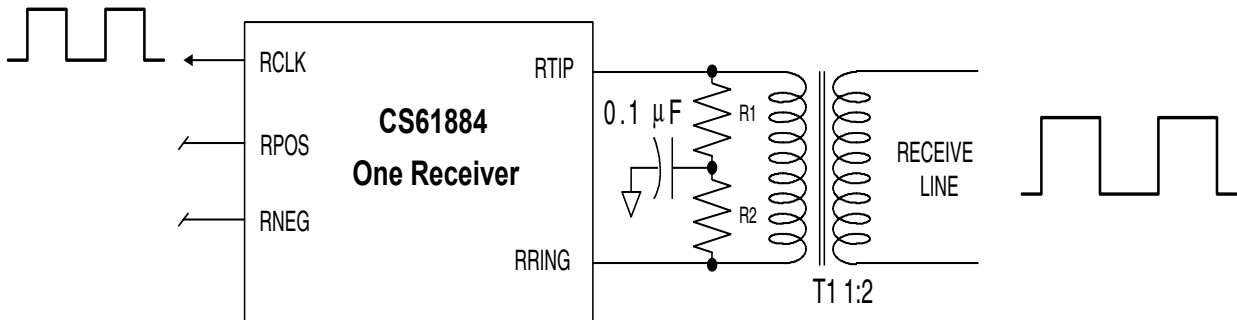 RCLK
RPOS
RNEG
CS61884
One Receiver
RTIP
RRING
0.1 μF
R1
R2
T1 1:2
RECEIVE
LINE